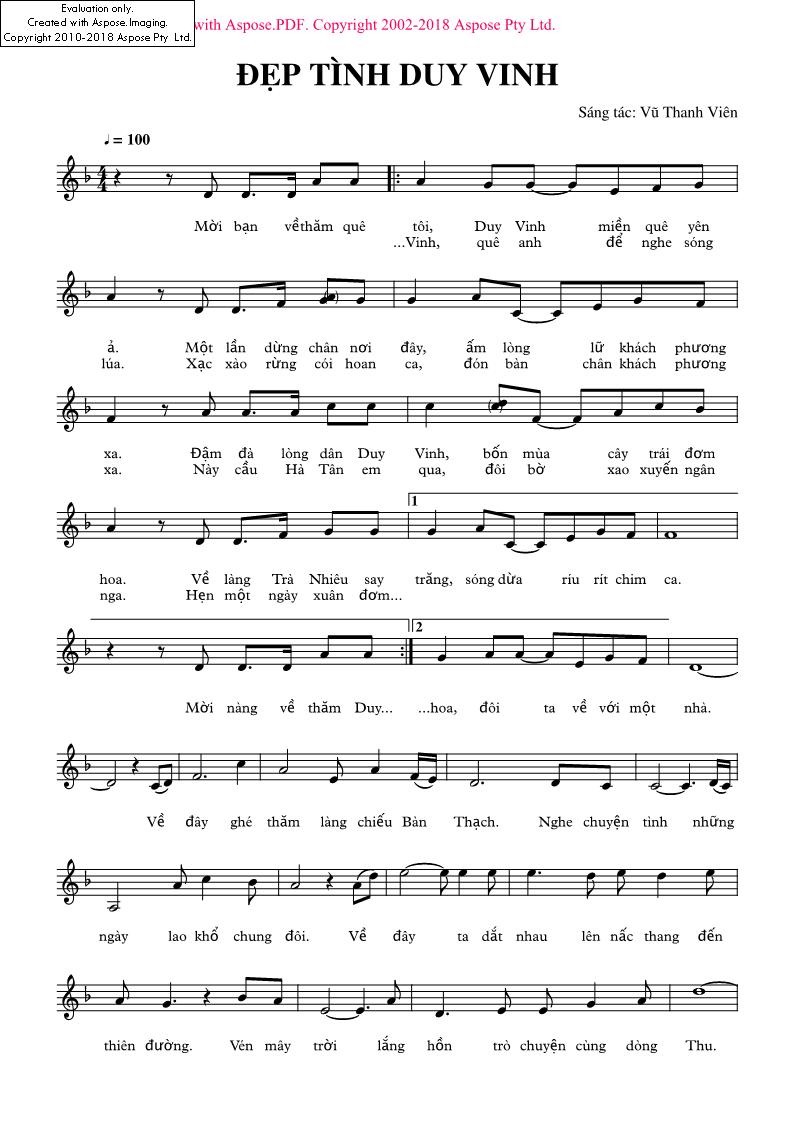 Evaluation only.
Created with Aspose.Imaging.
Copyright 2010-2018 Aspose Pty Ltd.
with Aspose.PDF. Copyright 2002-2018 Aspose Pty Ltd.
ĐẸP TÌNH DUY VINH
Sáng tác: Vũ Thanh Viên
♩ = 100
Mời bạn vềthăm quê tôi, Duy Vinh miền quê yên
...Vinh, quê anh để nghe sóng
ả. Một lần dừng chân nơi đây, ấm lòng lữ khách phương
lúa. Xạc xào rừng cói hoan ca, đón bàn chân khách phương
xa. Đậm đà lòng dân Duy Vinh, bốn mùa cây trái đơm
xa. Này cầu Hà Tân em qua, đôi bờ xao xuyến ngân
1
hoa. Về làng Trà Nhiêu say trăng, sóng dừa ríu rít chim ca.
nga. Hẹn một ngày xuân đơm...
2
Mời nàng về thăm Duy... ...hoa, đôi ta về với một nhà.
Về đây ghé thăm làng chiếu Bàn Thạch. Nghe chuyện tình những
ngày lao khổ chung đôi. Về đây ta dắt nhau lên nấc thang đến
thiên đường. Vén mây trời lắng hồn trò chuyện cùng dòng Thu.